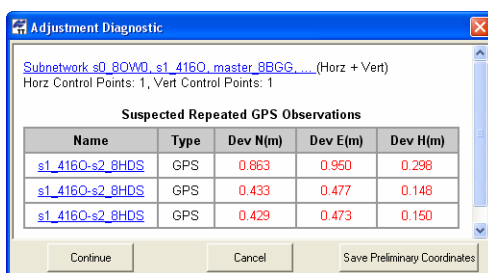 Adjustment Diagnostic
Subnetwork s0_8OW0, s1_416O, master_8BGG, ... (Horz + Vert)
Horz Control Points: 1, Vert Control Points: 1
Suspected Repeated GPS Observations
Name Type Dev N(m) Dev E(m) Dev H(m)
s1_416O-s2_8HDS GPS 0.863 0.950 0.298
s1_416O-s2_8HDS GPS 0.433 0.477 0.148
s1_416O-s2_8HDS GPS 0.429 0.473 0.150
Continue Cancel Save Preliminary Coordinates